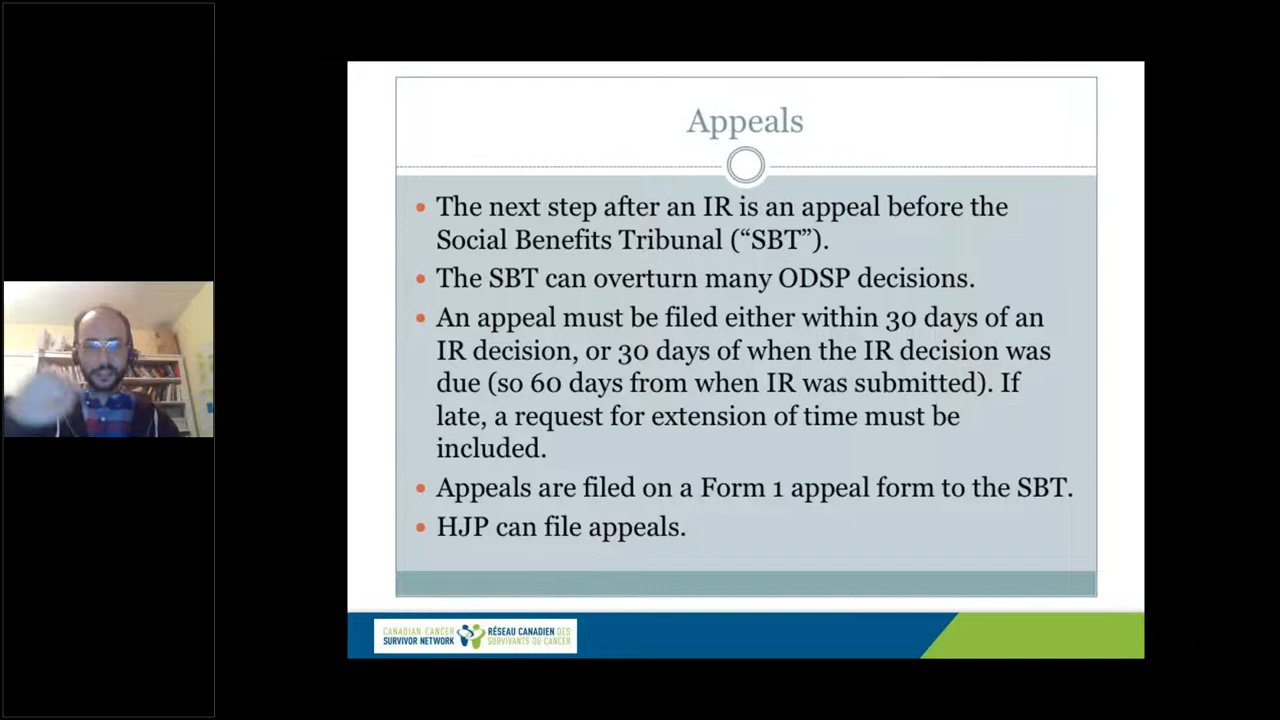 Appeals
• The next step after an IR is an appeal before the
Social Benefits Tribunal (“SBT”).
• The SBT can overturn many ODSP decisions.
• An appeal must be filed either within 30 days of an
IR decision, or 30 days of when the IR decision was
due (so 60 days from when IR was submitted). If
late, a request for extension of time must be
included.
• Appeals are filed on a Form 1 appeal form to the SBT.
• HJP can file appeals.
CANADIAN CANCER
SURVIVOR NETWORK
RÉSEAU CANADIEN DES
SURVIVANTS DU CANCER